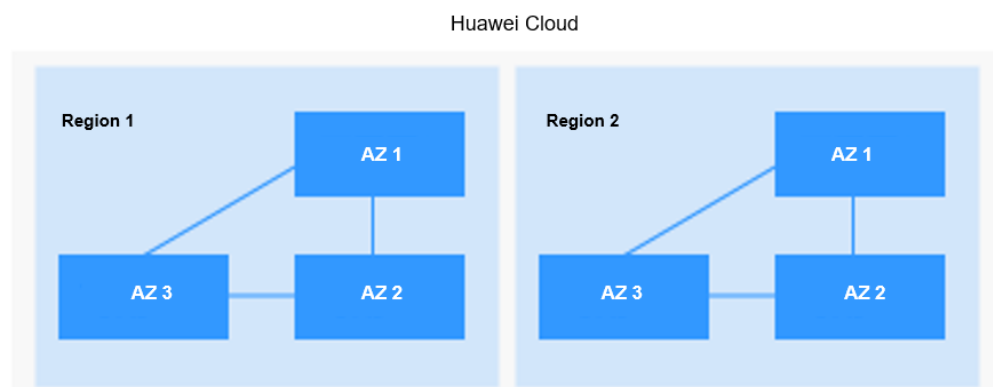 Huawei Cloud
Region 1
AZ 1
AZ 3
AZ 2
Region 2
AZ 1
AZ 3
AZ 2